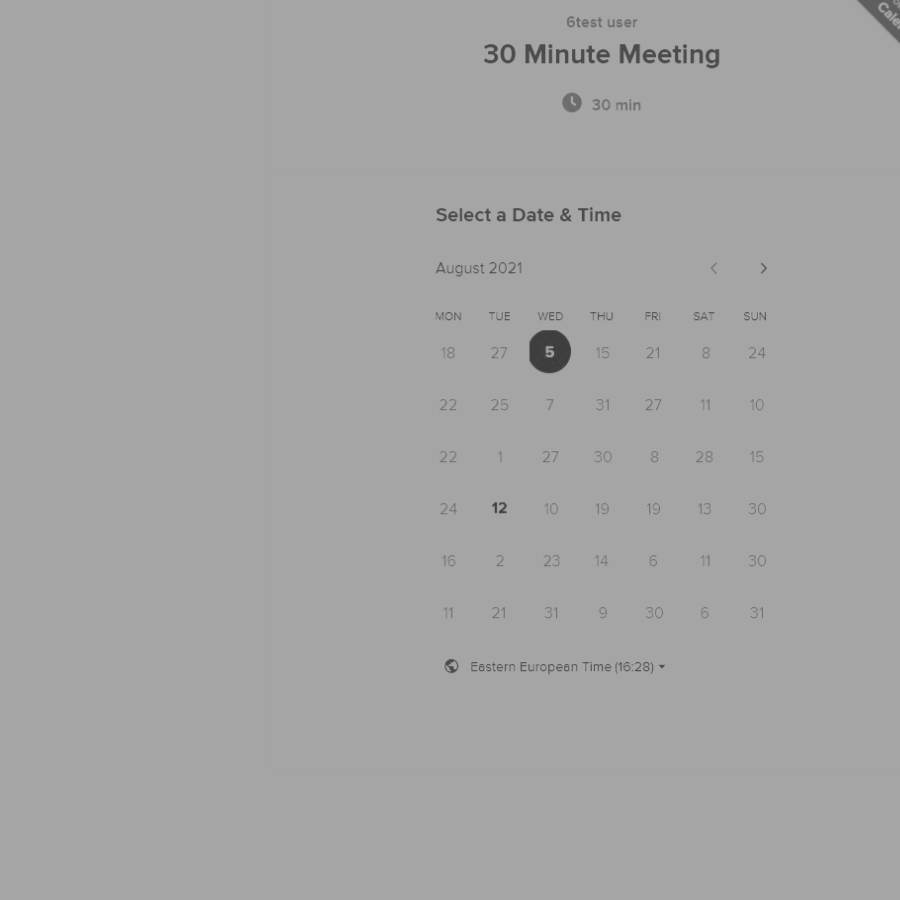 6test user
30 Minute Meeting
30 min
Select a Date & Time
August 2021
MON TUE WED THU FRI SAT SUN
18 27 5 15 21 8 24
22 25 7 31 27 11 10
22 1 27 30 8 28 15
24 12 10 19 19 13 30
16 2 23 14 6 11 30
11 21 31 9 30 6 31
Eastern European Time (16:28)